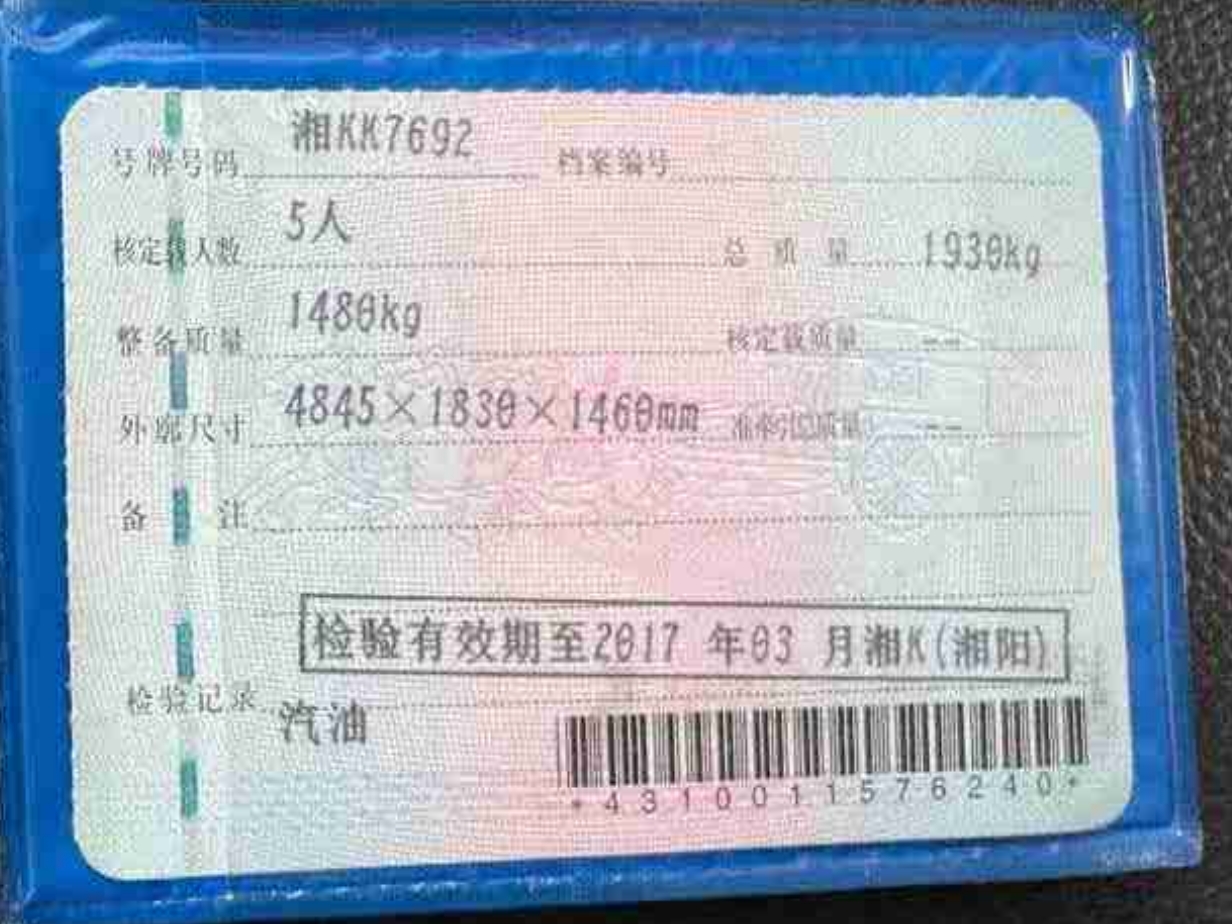 号牌号码 湘KK7692 档案编号
核定载人数 5人 总质量 1930kg
整备质量 1480kg 核定载质量 --
外廓尺寸 4845×1830×1460mm 准牵引总质量 --
备注
检验有效期至2017 年03 月湘K(湘阳)
检验记录
汽油
*4310011576240*